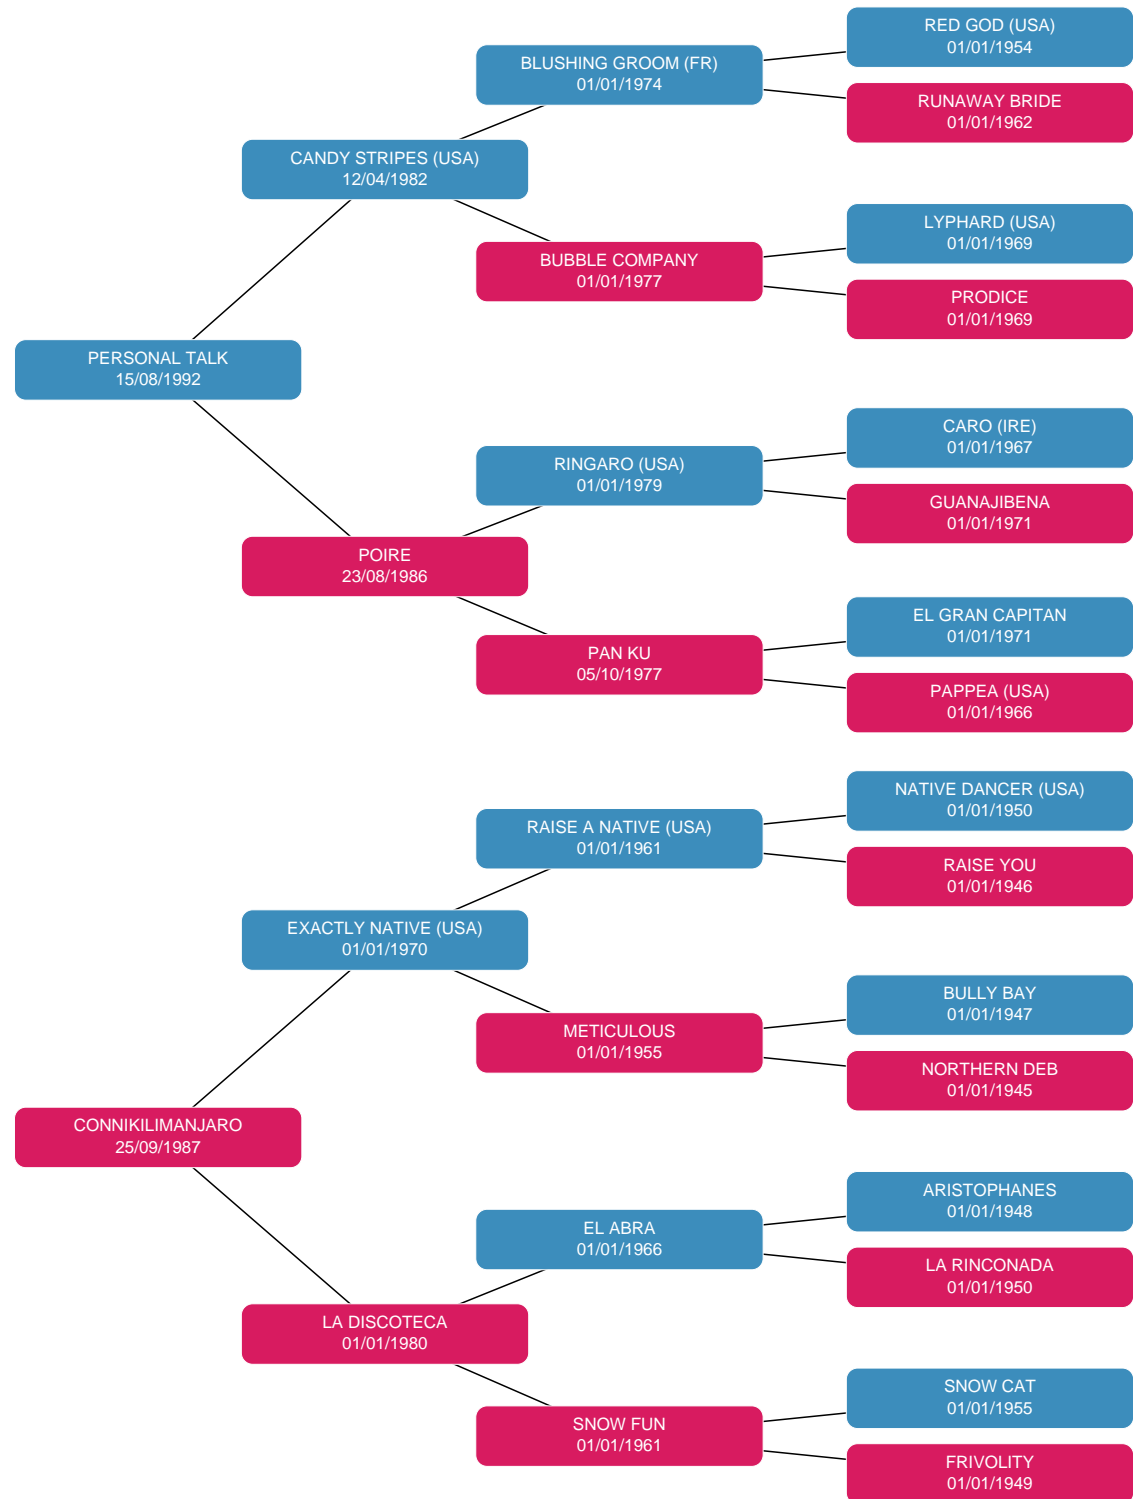 RED GOD (USA)
01/01/1954
BLUSHING GROOM (FR)
01/01/1974
RUNAWAY BRIDE
01/01/1962
CANDY STRIPES (USA)
12/04/1982
LYPHARD (USA)
01/01/1969
BUBBLE COMPANY
01/01/1977
PRODICE
01/01/1969
PERSONAL TALK
15/08/1992
CARO (IRE)
01/01/1967
RINGARO (USA)
01/01/1979
GUANAJIBENA
01/01/1971
POIRE
23/08/1986
EL GRAN CAPITAN
01/01/1971
PAN KU
05/10/1977
PAPPEA (USA)
01/01/1966
NATIVE DANCER (USA)
01/01/1950
RAISE A NATIVE (USA)
01/01/1961
RAISE YOU
01/01/1946
EXACTLY NATIVE (USA)
01/01/1970
BULLY BAY
01/01/1947
METICULOUS
01/01/1955
NORTHERN DEB
01/01/1945
CONNIKILIMANJARO
25/09/1987
ARISTOPHANES
01/01/1948
EL ABRA
01/01/1966
LA RINCONADA
01/01/1950
LA DISCOTECA
01/01/1980
SNOW CAT
01/01/1955
SNOW FUN
01/01/1961
FRIVOLITY
01/01/1949